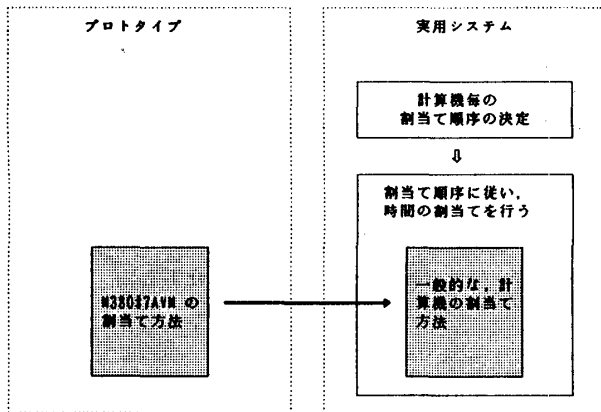 プロトタイプ
実用システム
計算機毎の
割当て順序の決定
⇩
割当て順序に従い，
時間の割当てを行う
の
割当て方法
一般的な，計
算機の割当て
方法